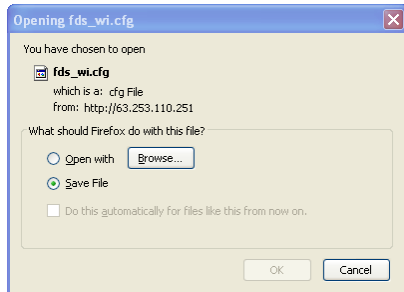 Opening fds_wi.cfg
You have chosen to open
fds_wi.cfg
which is a: cfg File
from: http://63.253.110.251
What should Firefox do with this file?
Open with Browse...
Save File
Do this automatically for files like this from now on.
OK Cancel